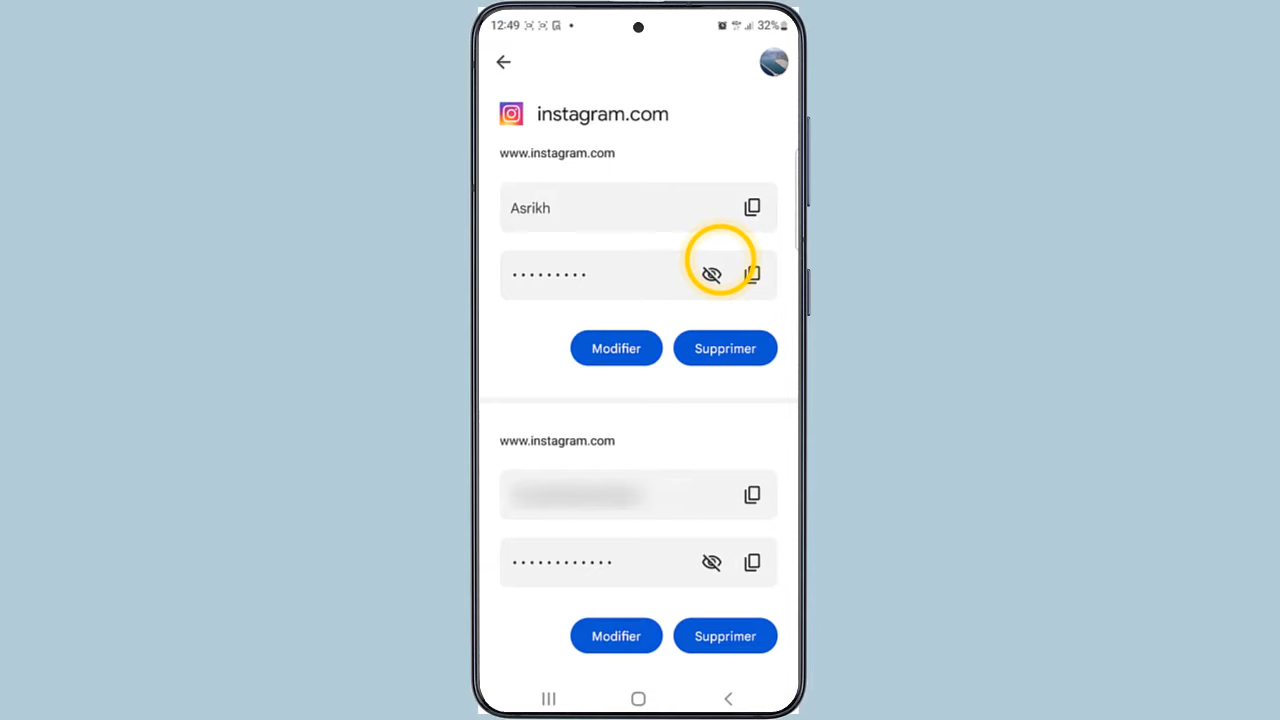 12:49
32%
instagram.com
www.instagram.com
Asrikh
•••••••••
Modifier
Supprimer
www.instagram.com
••••••••••••
Modifier
Supprimer